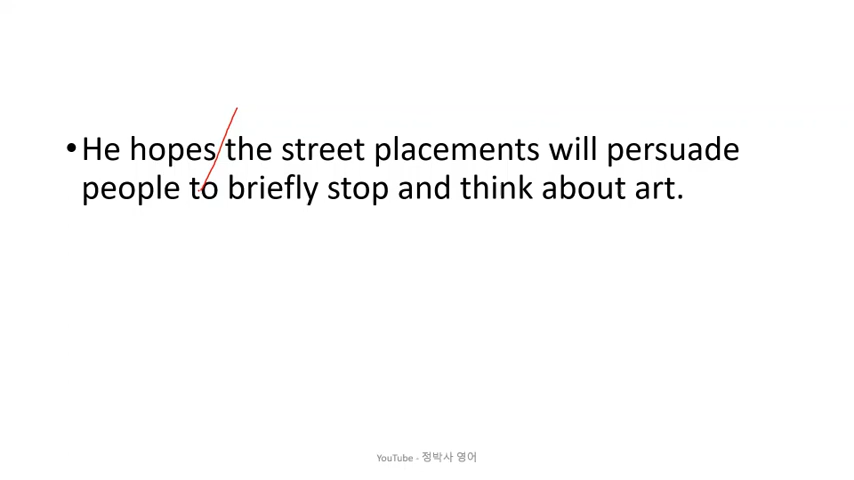 •He hopes the street placements will persuade
people to briefly stop and think about art.
YouTube - 정박사 영어